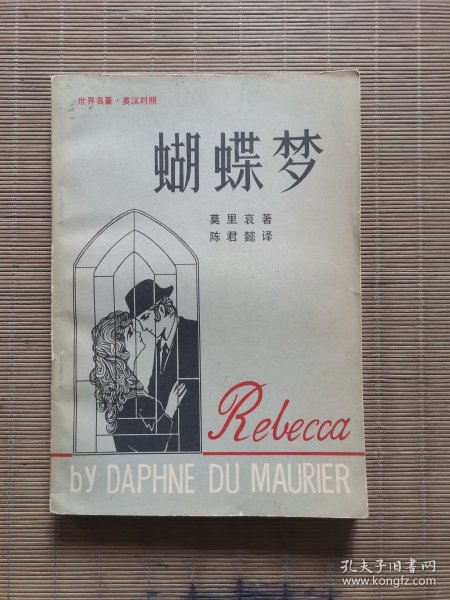 世界名著·英汉对照
蝴蝶梦
莫里哀著
陈君懿译
Rebecca
by DAPHNE DU MAURIER
孔夫子旧书网
www.kongfz.com